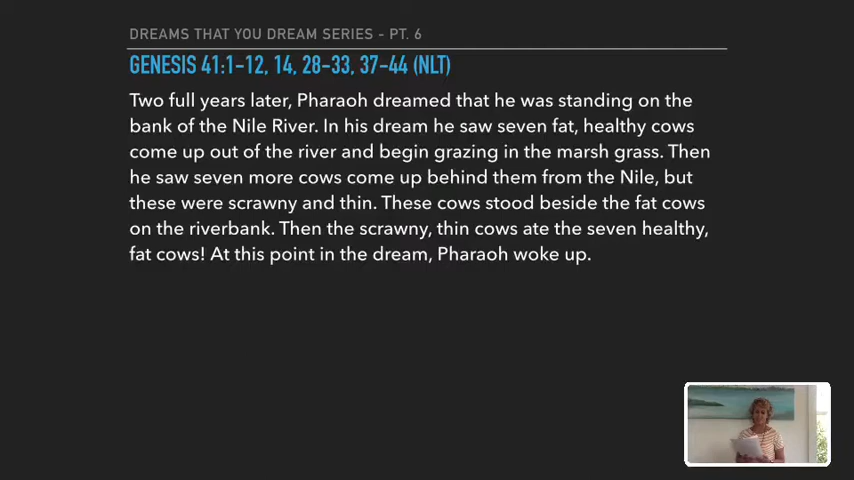 DREAMS THAT YOU DREAM SERIES - PT. 6
GENESIS 41:1-12, 14, 28-33, 37-44 (NLT)
Two full years later, Pharaoh dreamed that he was standing on the
bank of the Nile River. In his dream he saw seven fat, healthy cows
come up out of the river and begin grazing in the marsh grass. Then
he saw seven more cows come up behind them from the Nile, but
these were scrawny and thin. These cows stood beside the fat cows
on the riverbank. Then the scrawny, thin cows ate the seven healthy,
fat cows! At this point in the dream, Pharaoh woke up.